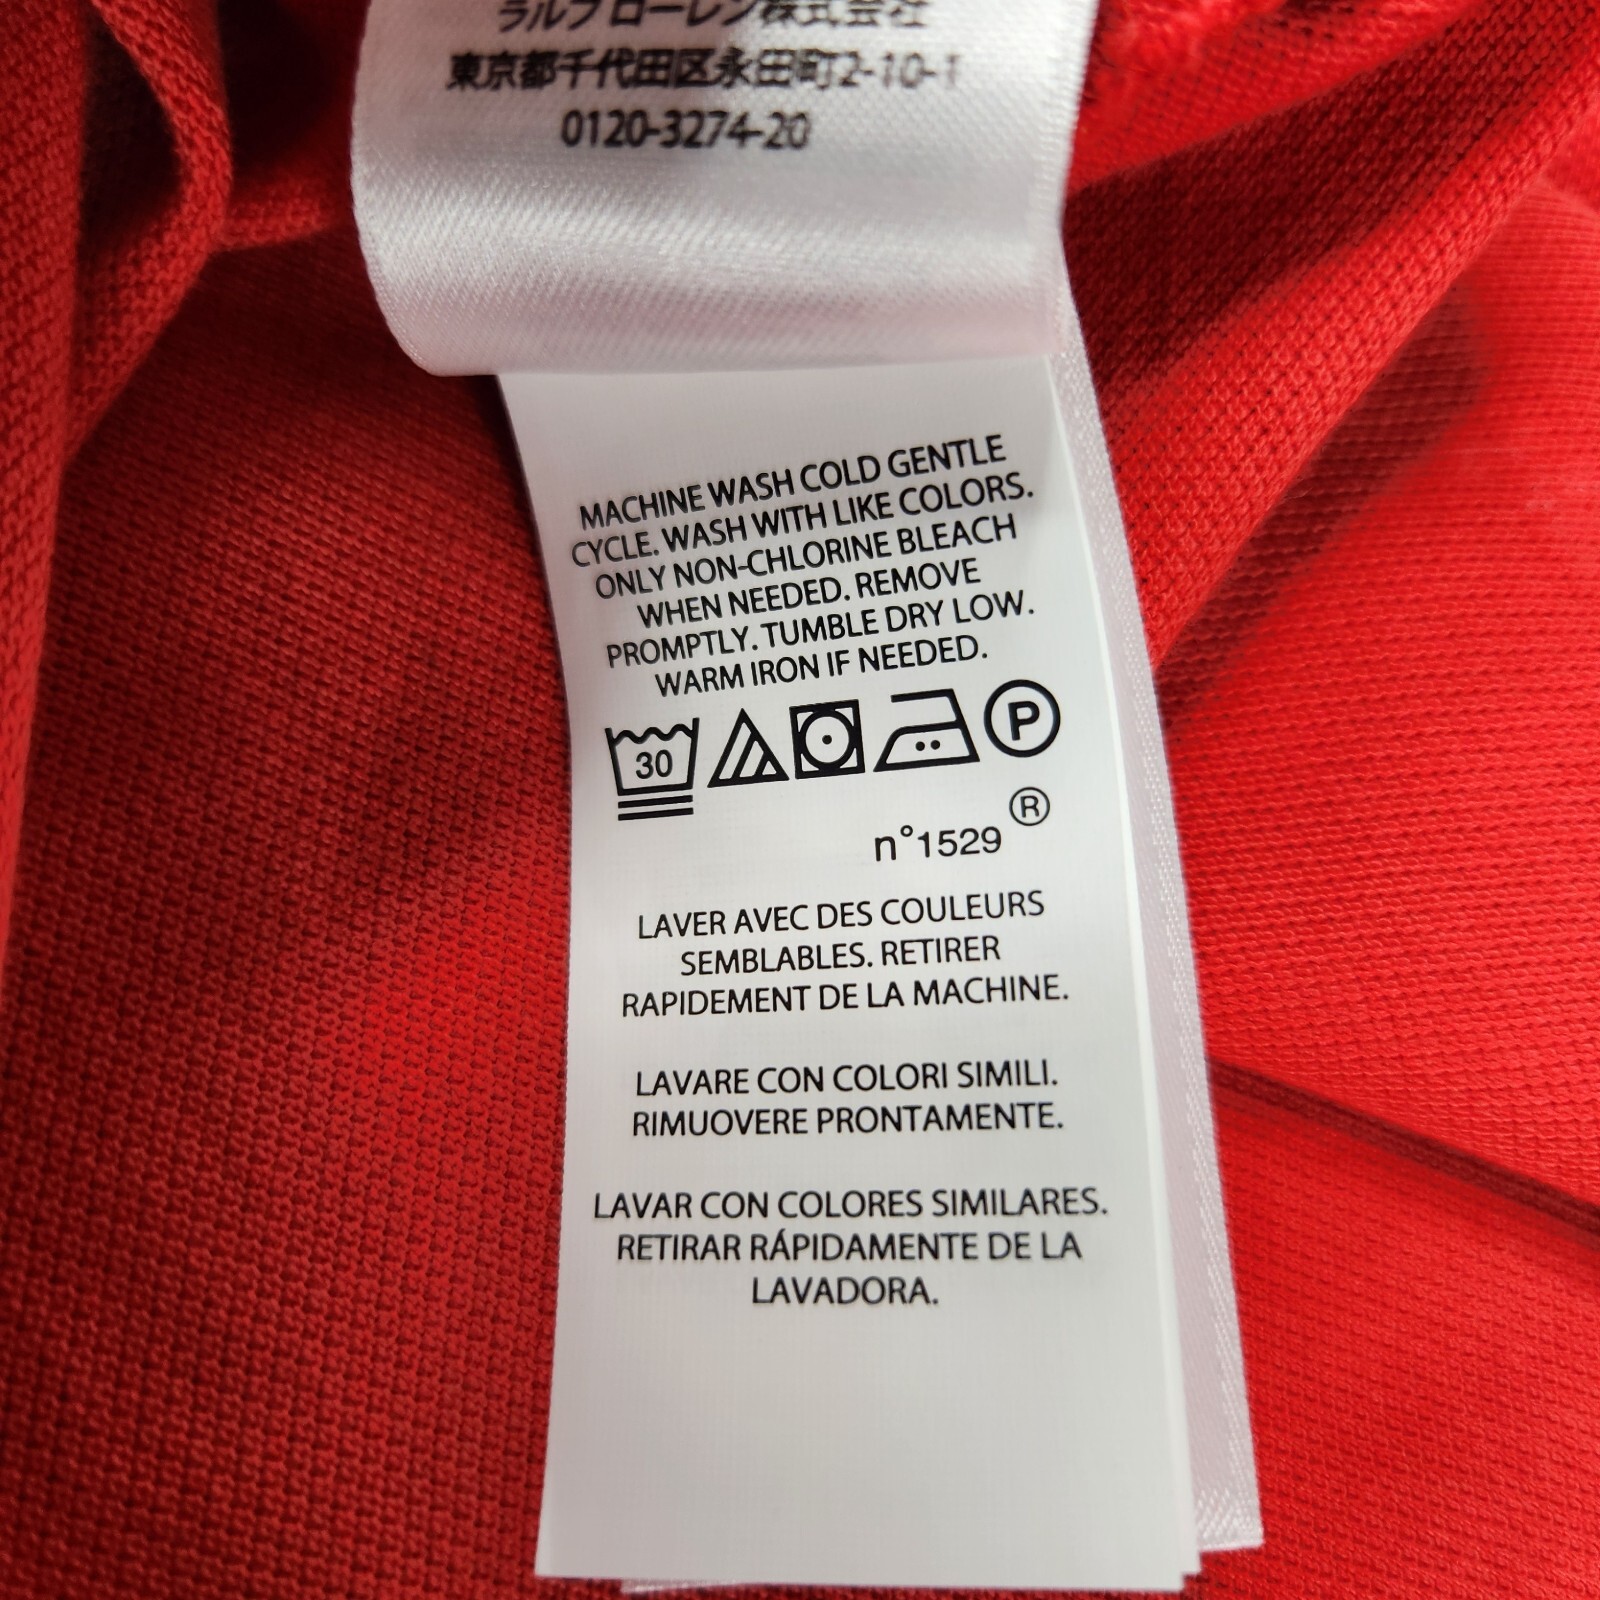 ラルフ ローレン株式会社
東京都千代田区永田町2-10-1
0120-3274-20
MACHINE WASH COLD GENTLE
CYCLE. WASH WITH LIKE COLORS.
ONLY NON-CHLORINE BLEACH
WHEN NEEDED. REMOVE
PROMPTLY. TUMBLE DRY LOW.
WARM IRON IF NEEDED.
30 P
®
n°1529
LAVER AVEC DES COULEURS
SEMBLABLES. RETIRER
RAPIDEMENT DE LA MACHINE.
LAVARE CON COLORI SIMILI.
RIMUOVERE PRONTAMENTE.
LAVAR CON COLORES SIMILARES.
RETIRAR RÁPIDAMENTE DE LA
LAVADORA.